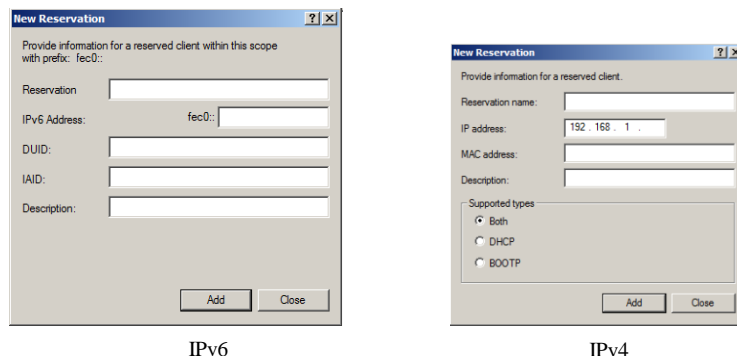 New Reservation
Provide information for a reserved client within this scope
with prefix: fec0::
Reservation
IPv6 Address:
fec0::
DUID:
IAID:
Description:
Add
Close
IPv6
New Reservation
Provide information for a reserved client.
Reservation name:
IP address:
192 . 168 . 1 .
MAC address:
Description:
Supported types
Both
DHCP
BOOTP
Add
Close
IPv4